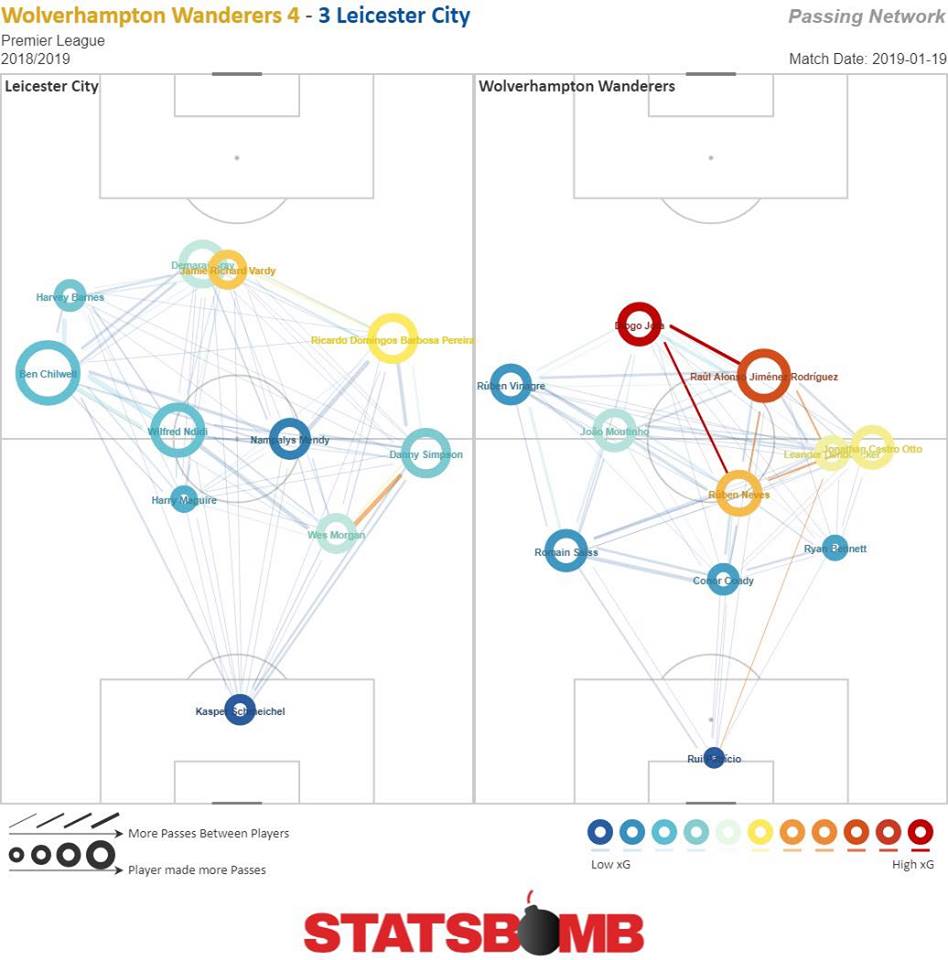 Wolverhampton Wanderers 4 - 3 Leicester City
Passing Network
Premier League
2018/2019
Match Date: 2019-01-19
Leicester City
Wolverhampton Wanderers
Jamie Richard Vardy
Harvey Barnes
Ricardo Domingos Barbosa Pereira
Ben Chilwell
Wilfred Ndidi
Nampalys Mendy
Danny Simpson
Harry Maguire
Wes Morgan
Kasper Schmeichel
Diogo Jota
Raúl Alonso Jiménez Rodríguez
Rúben Vinagre
João Moutinho
Jonathan Castro Otto
Leander
Rúben Neves
Romain Saïss
Ryan Bennett
Conor Coady
Rui Patrício
More Passes Between Players
Player made more Passes
Low xG
High xG
STATSBOMB